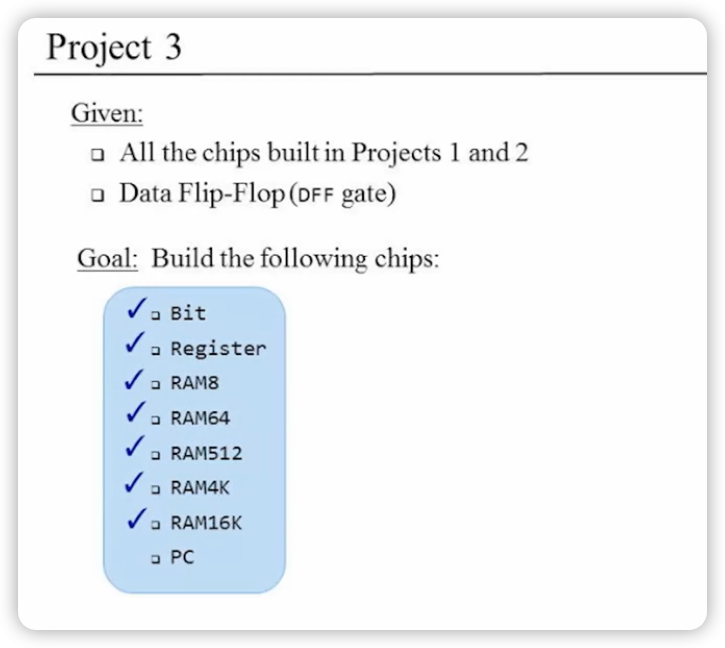 Project 3
Given:
All the chips built in Projects 1 and 2
Data Flip-Flop (DFF gate)
Goal: Build the following chips:
Bit
Register
RAM8
RAM64
RAM512
RAM4K
RAM16K
PC